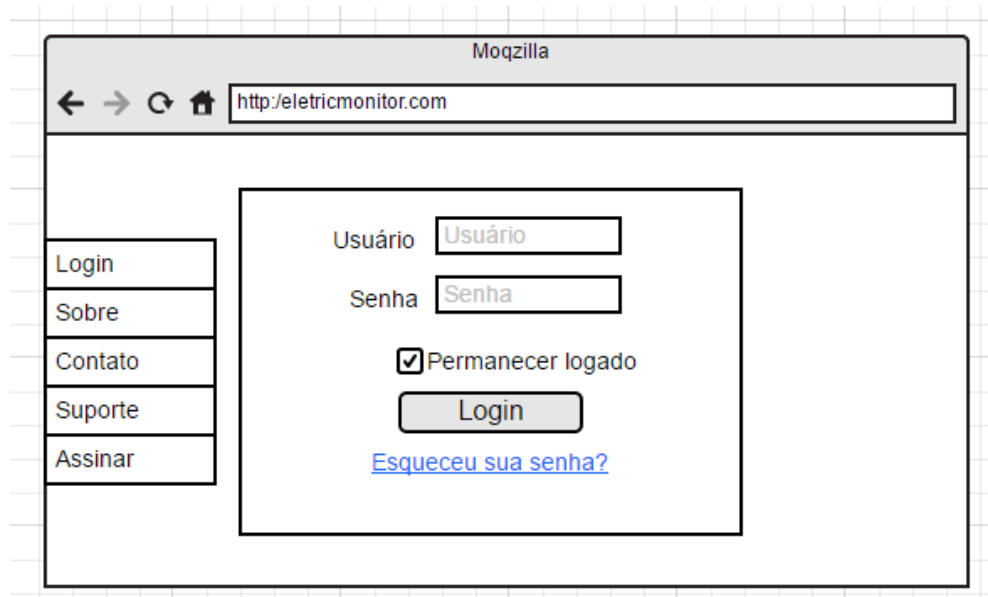 Moqzilla
http:/eletricmonitor.com
Login
Sobre
Contato
Suporte
Assinar
Usuário Usuário
Senha Senha
Permanecer logado
Login
Esqueceu sua senha?